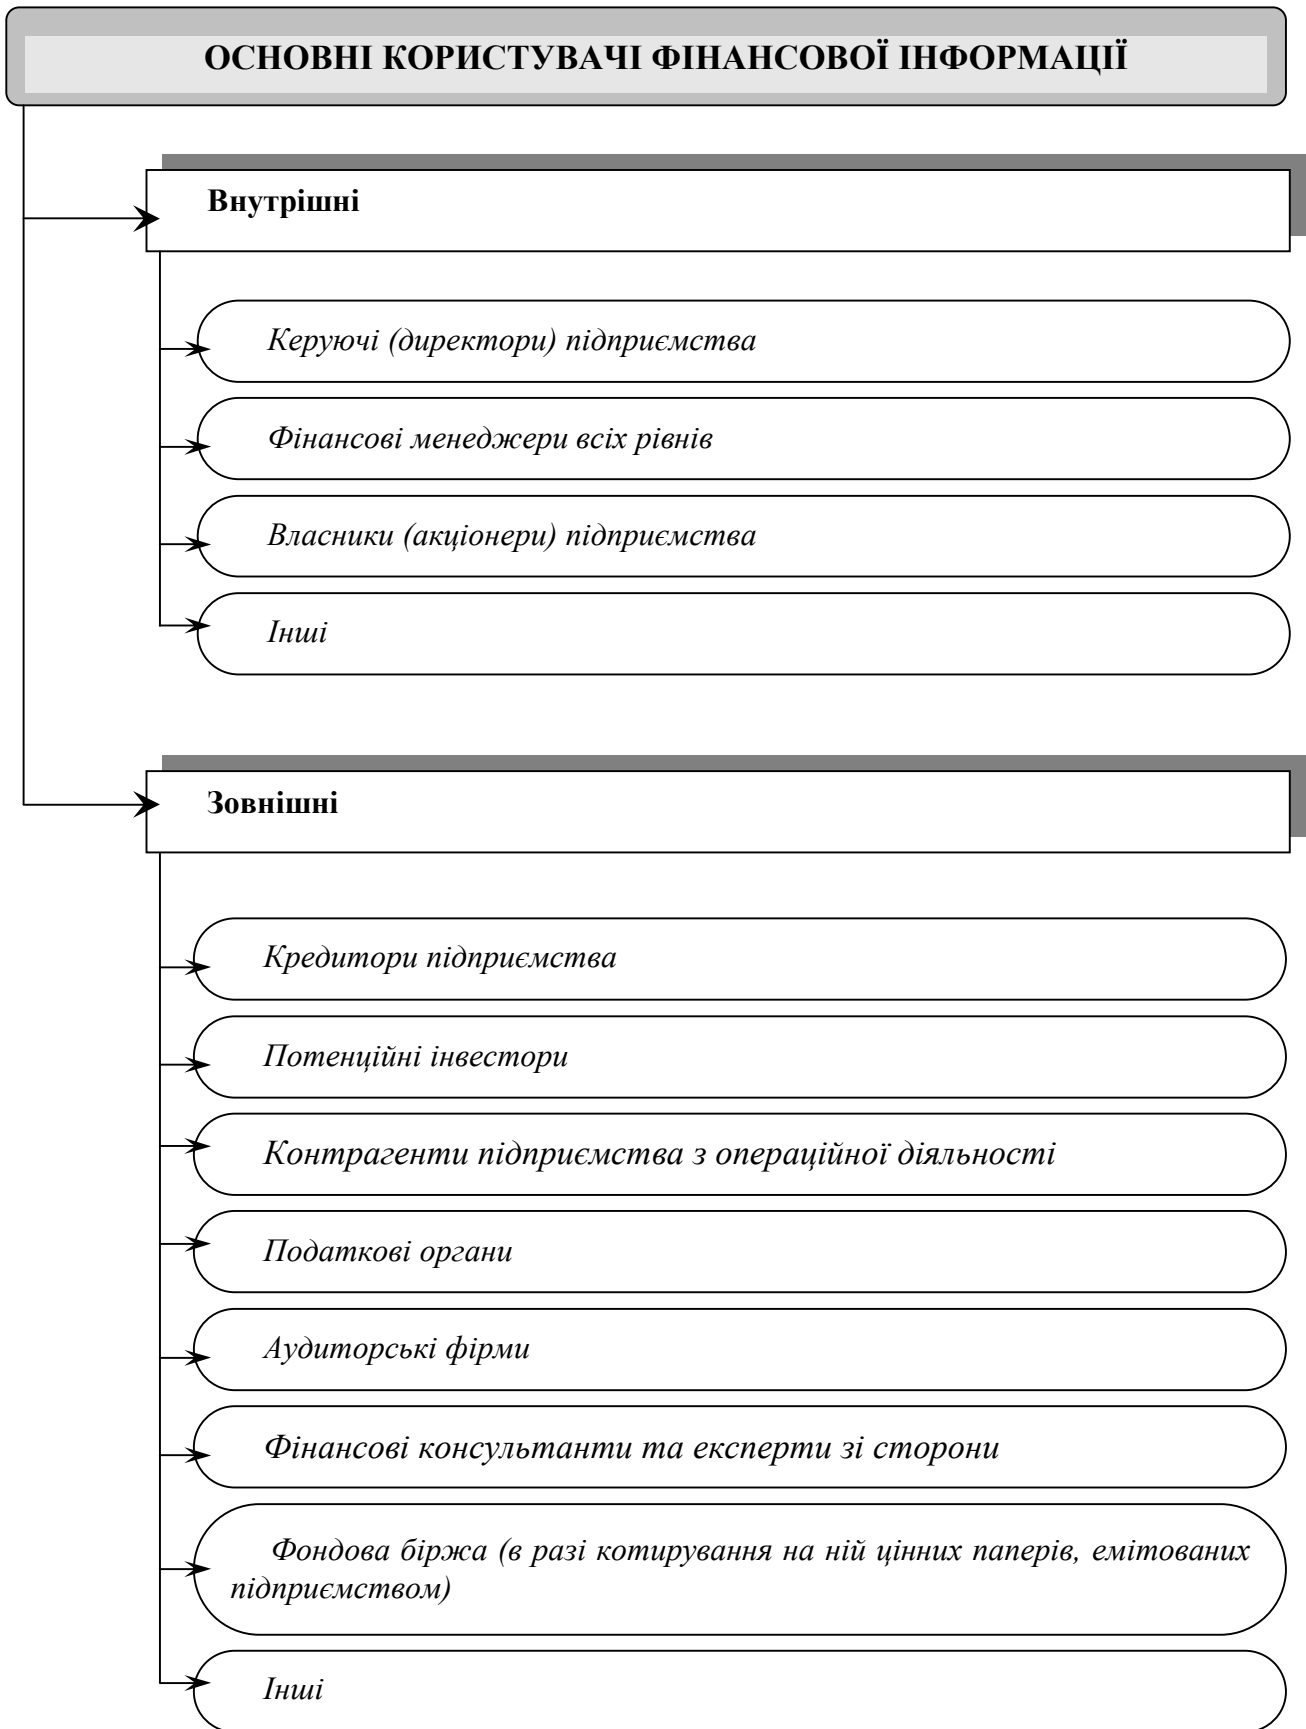 ОСНОВНІ КОРИСТУВАЧІ ФІНАНСОВОЇ ІНФОРМАЦІЇ
Внутрішні
Керуючі (директори) підприємства
Фінансові менеджери всіх рівнів
Власники (акціонери) підприємства
Інші
Зовнішні
Кредитори підприємства
Потенційні інвестори
Контрагенти підприємства з операційної діяльності
Податкові органи
Аудиторські фірми
Фінансові консультанти та експерти зі сторони
Фондова біржа (в разі котирування на ній цінних паперів, емітованих
підприємством)
Інші